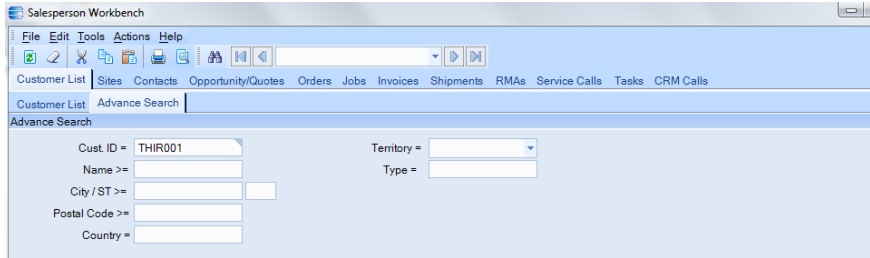 Salesperson Workbench
File Edit Tools Actions Help
Customer List Sites Contacts Opportunity/Quotes Orders Jobs Invoices Shipments RMAs Service Calls Tasks CRM Calls
Customer List Advance Search
Advance Search
Cust. ID = THIR001 Territory =
Name >= Type =
City / ST >=
Postal Code >=
Country =